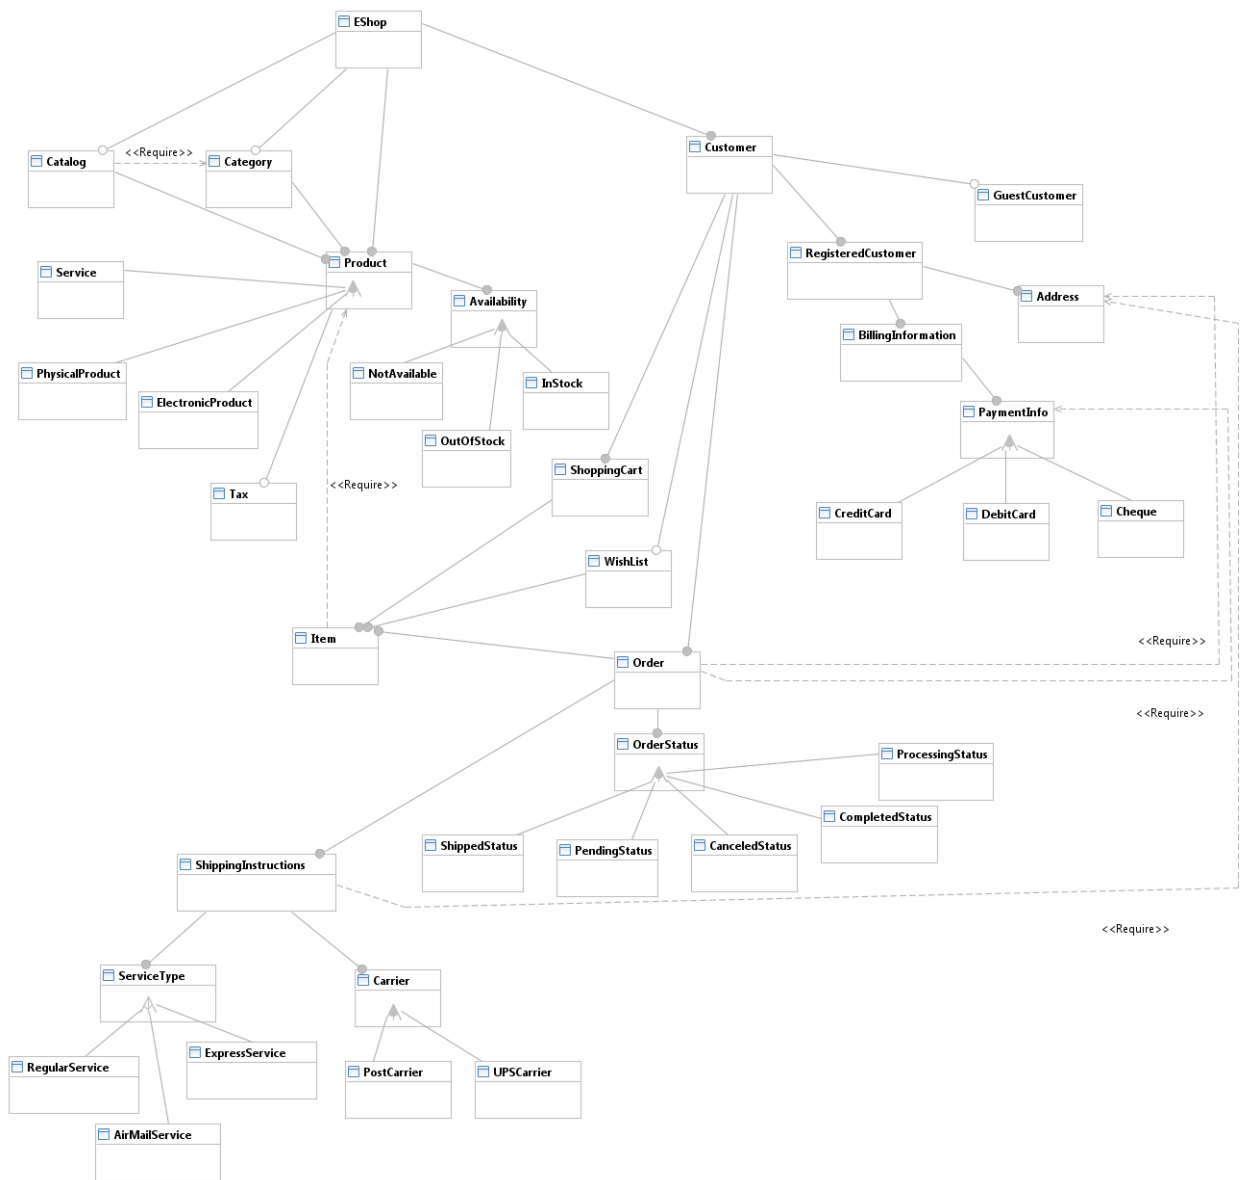 EShop
Customer
<<Require>>
Catalog
Category
GuestCustomer
RegisteredCustomer
Product
Service
Address
Availability
BillingInformation
PhysicalProduct
NotAvailable
InStock
ElectronicProduct
PaymentInfo
OutOfStock
ShoppingCart
<<Require>>
Tax
CreditCard
DebitCard
Cheque
WishList
Item
<<Require>>
Order
<<Require>>
OrderStatus
ProcessingStatus
CompletedStatus
ShippedStatus
PendingStatus
CanceledStatus
ShippingInstructions
<<Require>>
ServiceType
Carrier
ExpressService
RegularService
PostCarrier
UPSCarrier
AirMailService